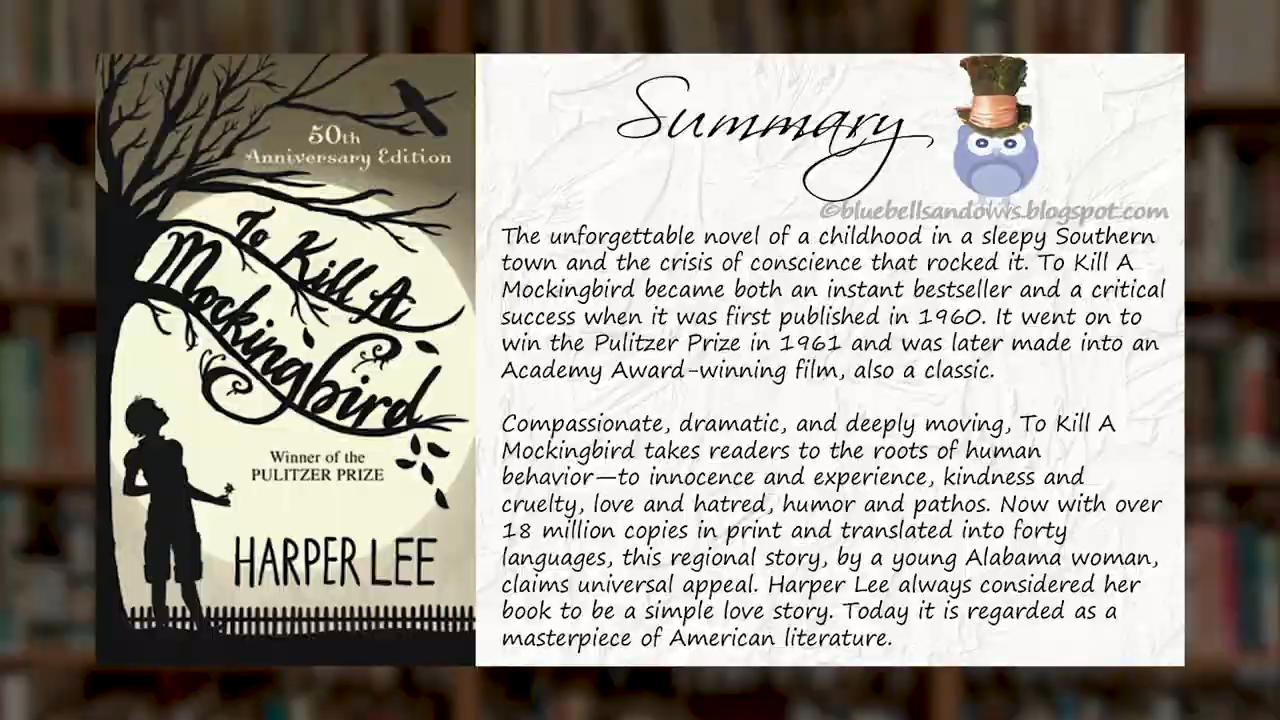 50th
Anniversary Edition
To Kill A
Mockingbird
Winner of the
PULITZER PRIZE
HARPER LEE
Summary
©bluebellsandowls.blogspot.com
The unforgettable novel of a childhood in a sleepy Southern
town and the crisis of conscience that rocked it. To Kill A
Mockingbird became both an instant bestseller and a critical
success when it was first published in 1960. It went on to
win the Pulitzer Prize in 1961 and was later made into an
Academy Award-winning film, also a classic.
Compassionate, dramatic, and deeply moving, To Kill A
Mockingbird takes readers to the roots of human
behavior—to innocence and experience, kindness and
cruelty, love and hatred, humor and pathos. Now with over
18 million copies in print and translated into forty
languages, this regional story, by a young Alabama woman,
claims universal appeal. Harper Lee always considered her
book to be a simple love story. Today it is regarded as a
masterpiece of American literature.